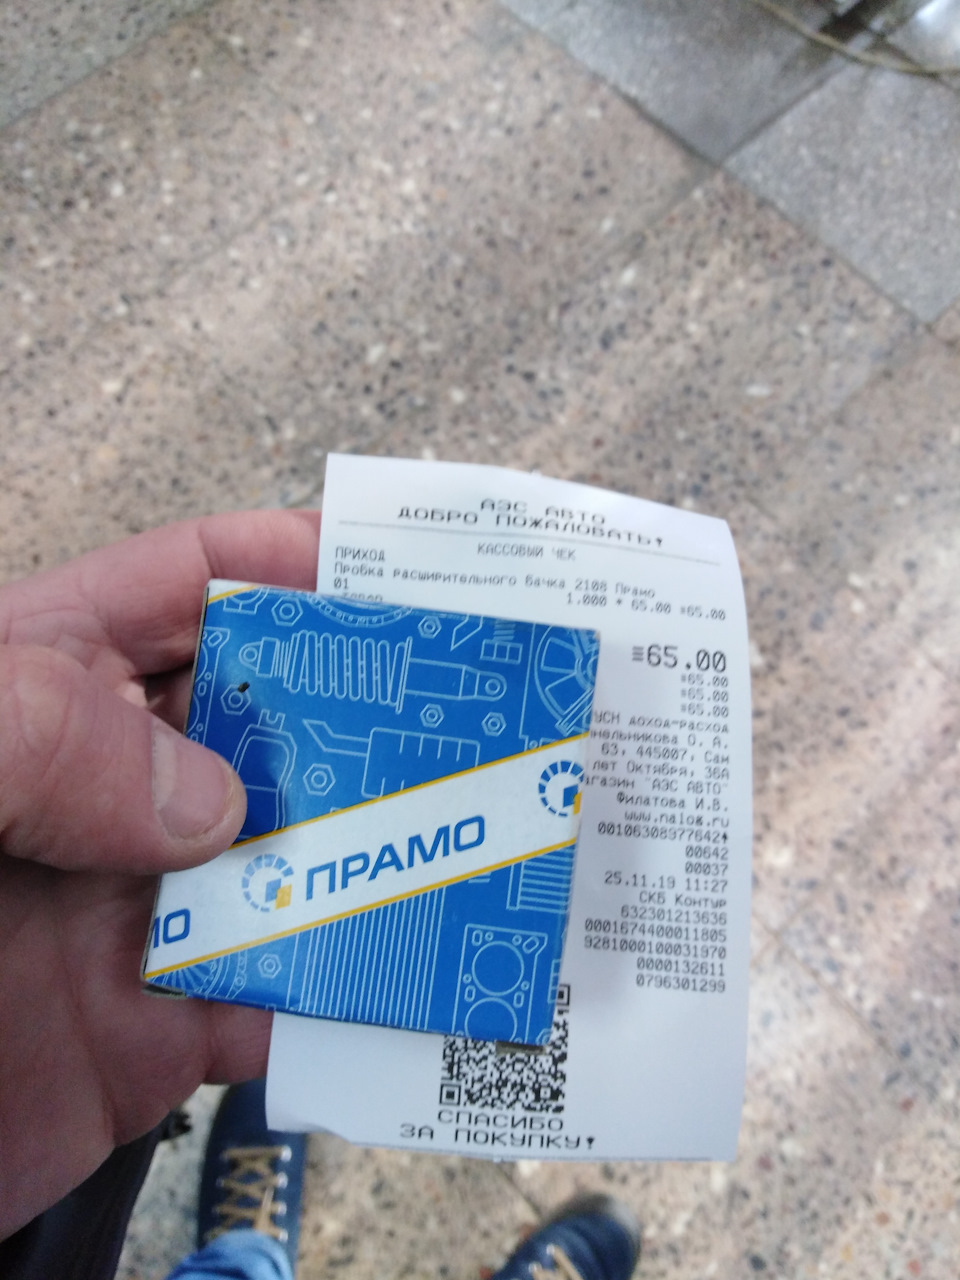 АЭС АВТО
ДОБРО ПОЖАЛОВАТЬ!
КАССОВЫЙ ЧЕК
ПРИХОД
Пробка расширительного бачка 2108 Прамо
01
1.000 * 65.00 ≡65.00
≡65.00
≡65.00
≡65.00
≡65.00
УСН доход-расход
О. А.
63, 445007, Сам
лет Октября, 36А
"АЭС АВТО"
Филатова И.В.
www.nalog.ru
00106308977642
00642
00037
25.11.19 11:27
СКБ Контур
632301213636
0001674400011805
9281000100031970
0000132611
0796301299
ПРАМО
МО
СПАСИБО
ЗА ПОКУПКУ!